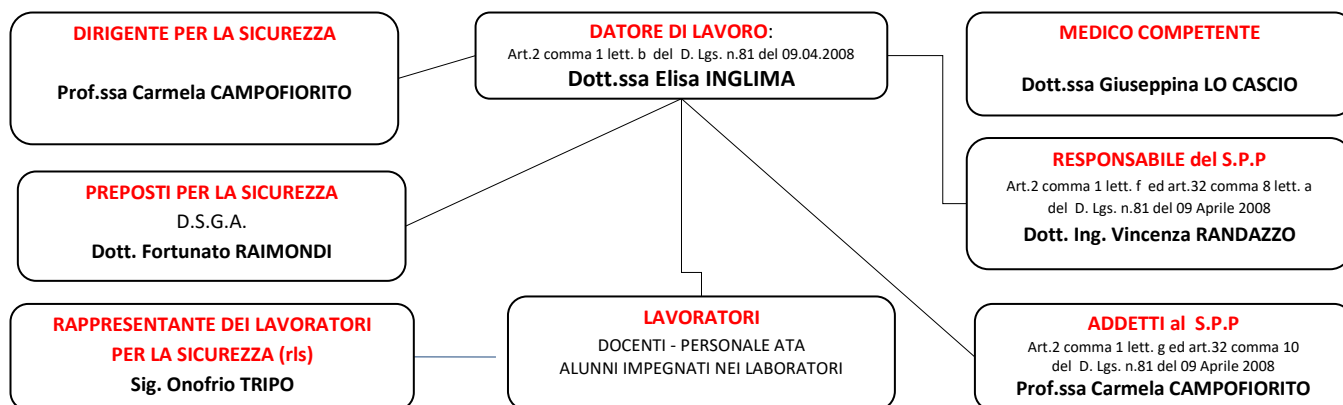 DIRIGENTE PER LA SICUREZZA
Prof.ssa Carmela CAMPOFIORITO
DATORE DI LAVORO:
Art.2 comma 1 lett. b del D. Lgs. n.81 del 09.04.2008
Dott.ssa Elisa INGLIMA
MEDICO COMPETENTE
Dott.ssa Giuseppina LO CASCIO
PREPOSTI PER LA SICUREZZA
D.S.G.A.
Dott. Fortunato RAIMONDI
RESPONSABILE del S.P.P
Art.2 comma 1 lett. f ed art.32 comma 8 lett. a
del D. Lgs. n.81 del 09 Aprile 2008
Dott. Ing. Vincenza RANDAZZO
RAPPRESENTANTE DEI LAVORATORI
PER LA SICUREZZA (rls)
Sig. Onofrio TRIPO
LAVORATORI
DOCENTI - PERSONALE ATA
ALUNNI IMPEGNATI NEI LABORATORI
ADDETTI al S.P.P
Art.2 comma 1 lett. g ed art.32 comma 10
del D. Lgs. n.81 del 09 Aprile 2008
Prof.ssa Carmela CAMPOFIORITO